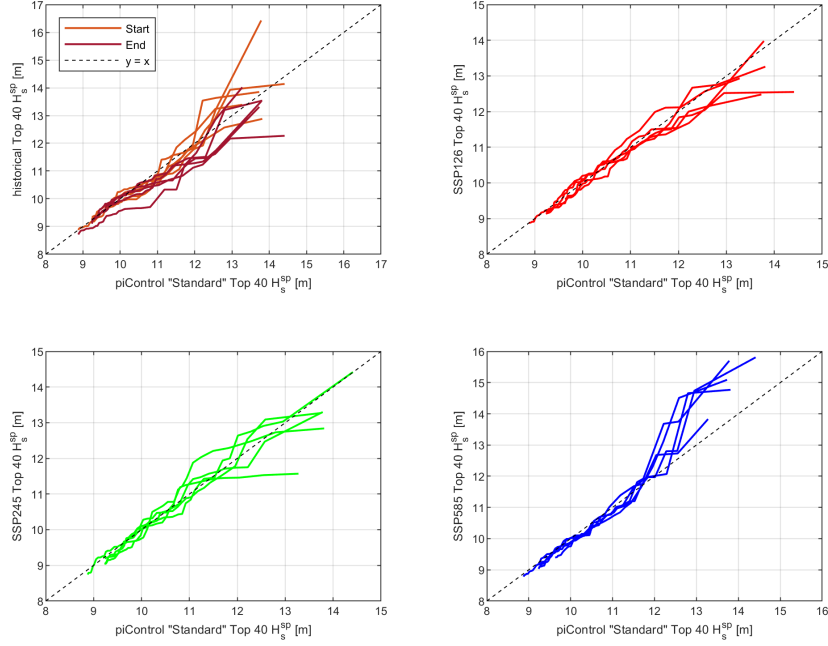 17
16
15
14
13
12
11
10
9
8
historical Top 40 H_s^sp [m]
Start
End
y = x
8 9 10 11 12 13 14 15 16 17
piControl "Standard" Top 40 H_s^sp [m]
15
14
13
12
11
10
9
8
SSP126 Top 40 H_s^sp [m]
8 9 10 11 12 13 14 15
piControl "Standard" Top 40 H_s^sp [m]
15
14
13
12
11
10
9
8
SSP245 Top 40 H_s^sp [m]
8 9 10 11 12 13 14 15
piControl "Standard" Top 40 H_s^sp [m]
16
15
14
13
12
11
10
9
8
SSP585 Top 40 H_s^sp [m]
8 9 10 11 12 13 14 15 16
piControl "Standard" Top 40 H_s^sp [m]